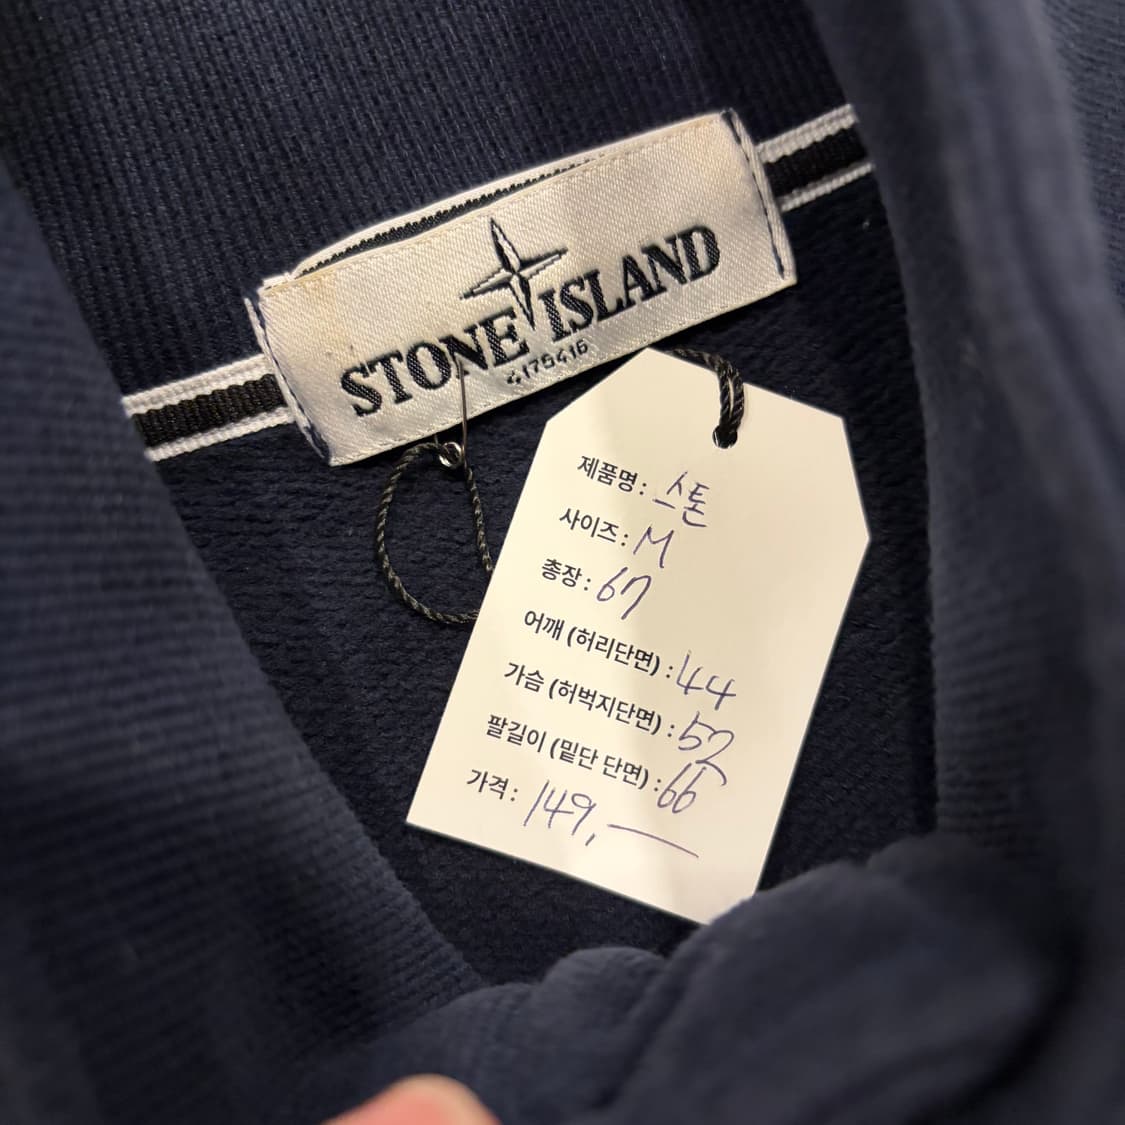 STONE ISLAND
4175416
제품명: 스톤
사이즈: M
총장: 67
어깨 (허리단면) : 44
가슴 (허벅지단면) : 52
팔길이 (밑단 단면) : 66
가격: 149,—